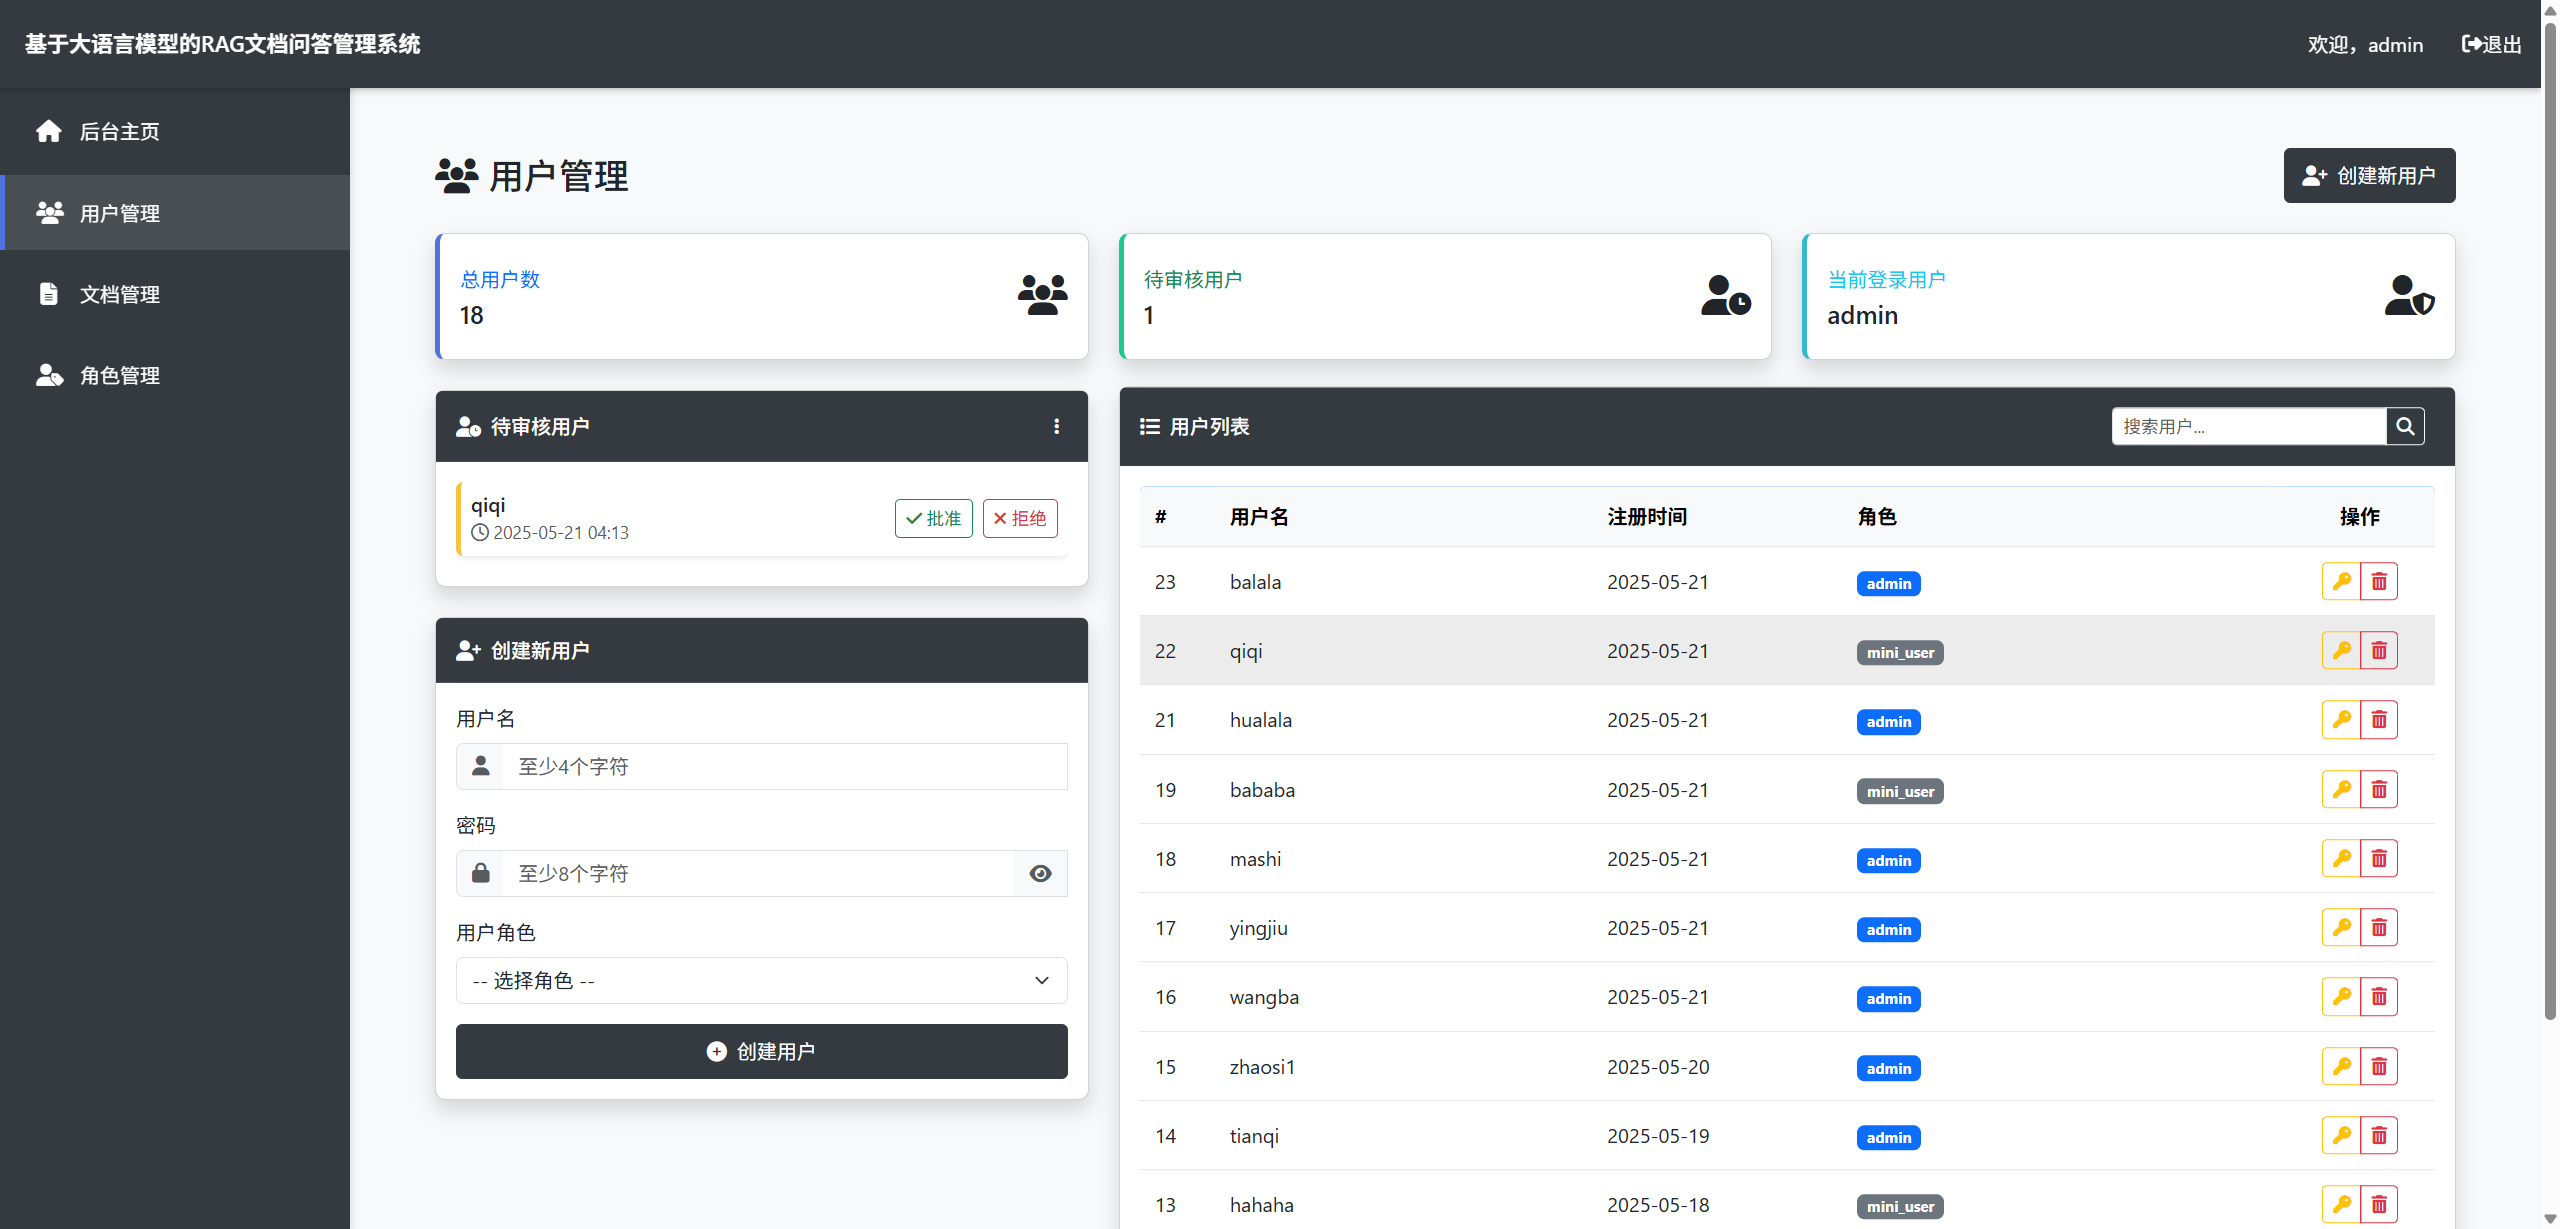 基于大语言模型的RAG文档问答管理系统
欢迎，admin 退出
后台主页
用户管理
文档管理
角色管理
用户管理
创建新用户
总用户数
18
待审核用户
1
当前登录用户
admin
待审核用户
qiqi
2025-05-21 04:13
批准 拒绝
创建新用户
用户名
至少4个字符
密码
至少8个字符
用户角色
-- 选择角色 --
创建用户
用户列表
搜索用户...
# 用户名 注册时间 角色 操作
23 balala 2025-05-21 admin
22 qiqi 2025-05-21 mini_user
21 hualala 2025-05-21 admin
19 bababa 2025-05-21 mini_user
18 mashi 2025-05-21 admin
17 yingjiu 2025-05-21 admin
16 wangba 2025-05-21 admin
15 zhaosi1 2025-05-20 admin
14 tianqi 2025-05-19 admin
13 hahaha 2025-05-18 mini_user